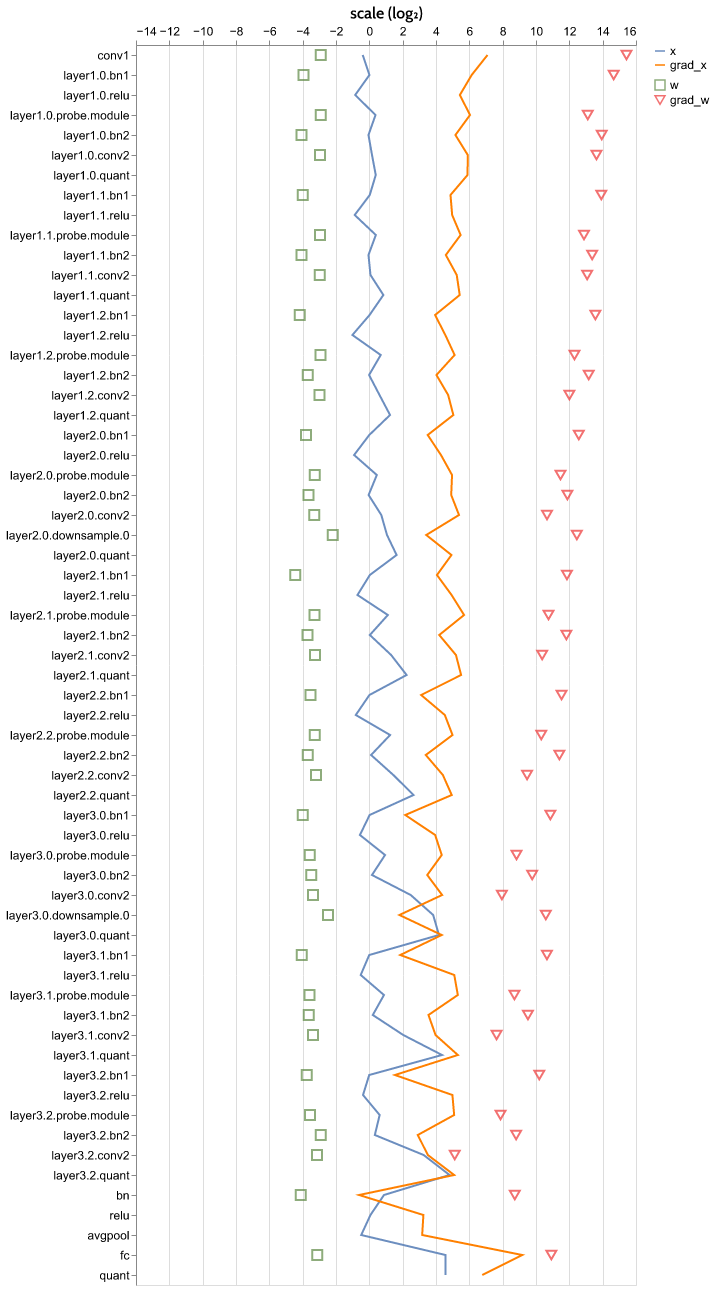 scale (log₂)
−14 −12 −10 −8 −6 −4 −2 0 2 4 6 8 10 12 14 16
x
grad_x
w
grad_w
conv1
layer1.0.bn1
layer1.0.relu
layer1.0.probe.module
layer1.0.bn2
layer1.0.conv2
layer1.0.quant
layer1.1.bn1
layer1.1.relu
layer1.1.probe.module
layer1.1.bn2
layer1.1.conv2
layer1.1.quant
layer1.2.bn1
layer1.2.relu
layer1.2.probe.module
layer1.2.bn2
layer1.2.conv2
layer1.2.quant
layer2.0.bn1
layer2.0.relu
layer2.0.probe.module
layer2.0.bn2
layer2.0.conv2
layer2.0.downsample.0
layer2.0.quant
layer2.1.bn1
layer2.1.relu
layer2.1.probe.module
layer2.1.bn2
layer2.1.conv2
layer2.1.quant
layer2.2.bn1
layer2.2.relu
layer2.2.probe.module
layer2.2.bn2
layer2.2.conv2
layer2.2.quant
layer3.0.bn1
layer3.0.relu
layer3.0.probe.module
layer3.0.bn2
layer3.0.conv2
layer3.0.downsample.0
layer3.0.quant
layer3.1.bn1
layer3.1.relu
layer3.1.probe.module
layer3.1.bn2
layer3.1.conv2
layer3.1.quant
layer3.2.bn1
layer3.2.relu
layer3.2.probe.module
layer3.2.bn2
layer3.2.conv2
layer3.2.quant
bn
relu
avgpool
fc
quant